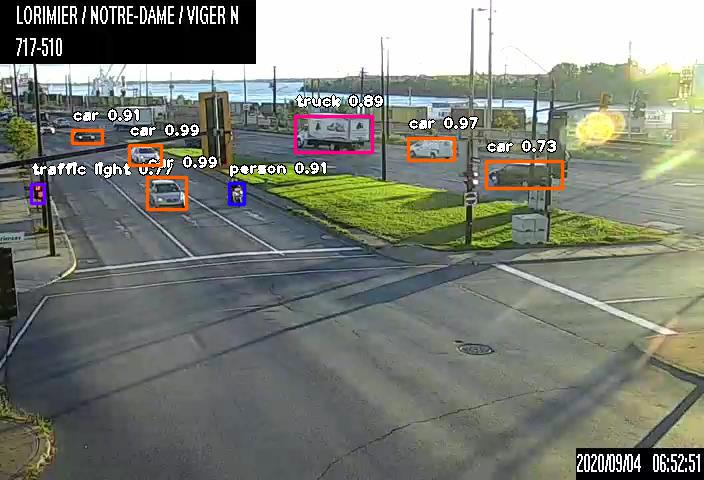 LORIMIER / NOTRE-DAME / VIGER N
717-510
car 0.91
truck 0.89
car 0.99
car 0.97
car 0.73
traffic light 0.77
0.99
person 0.91
2020/09/04 06:52:51